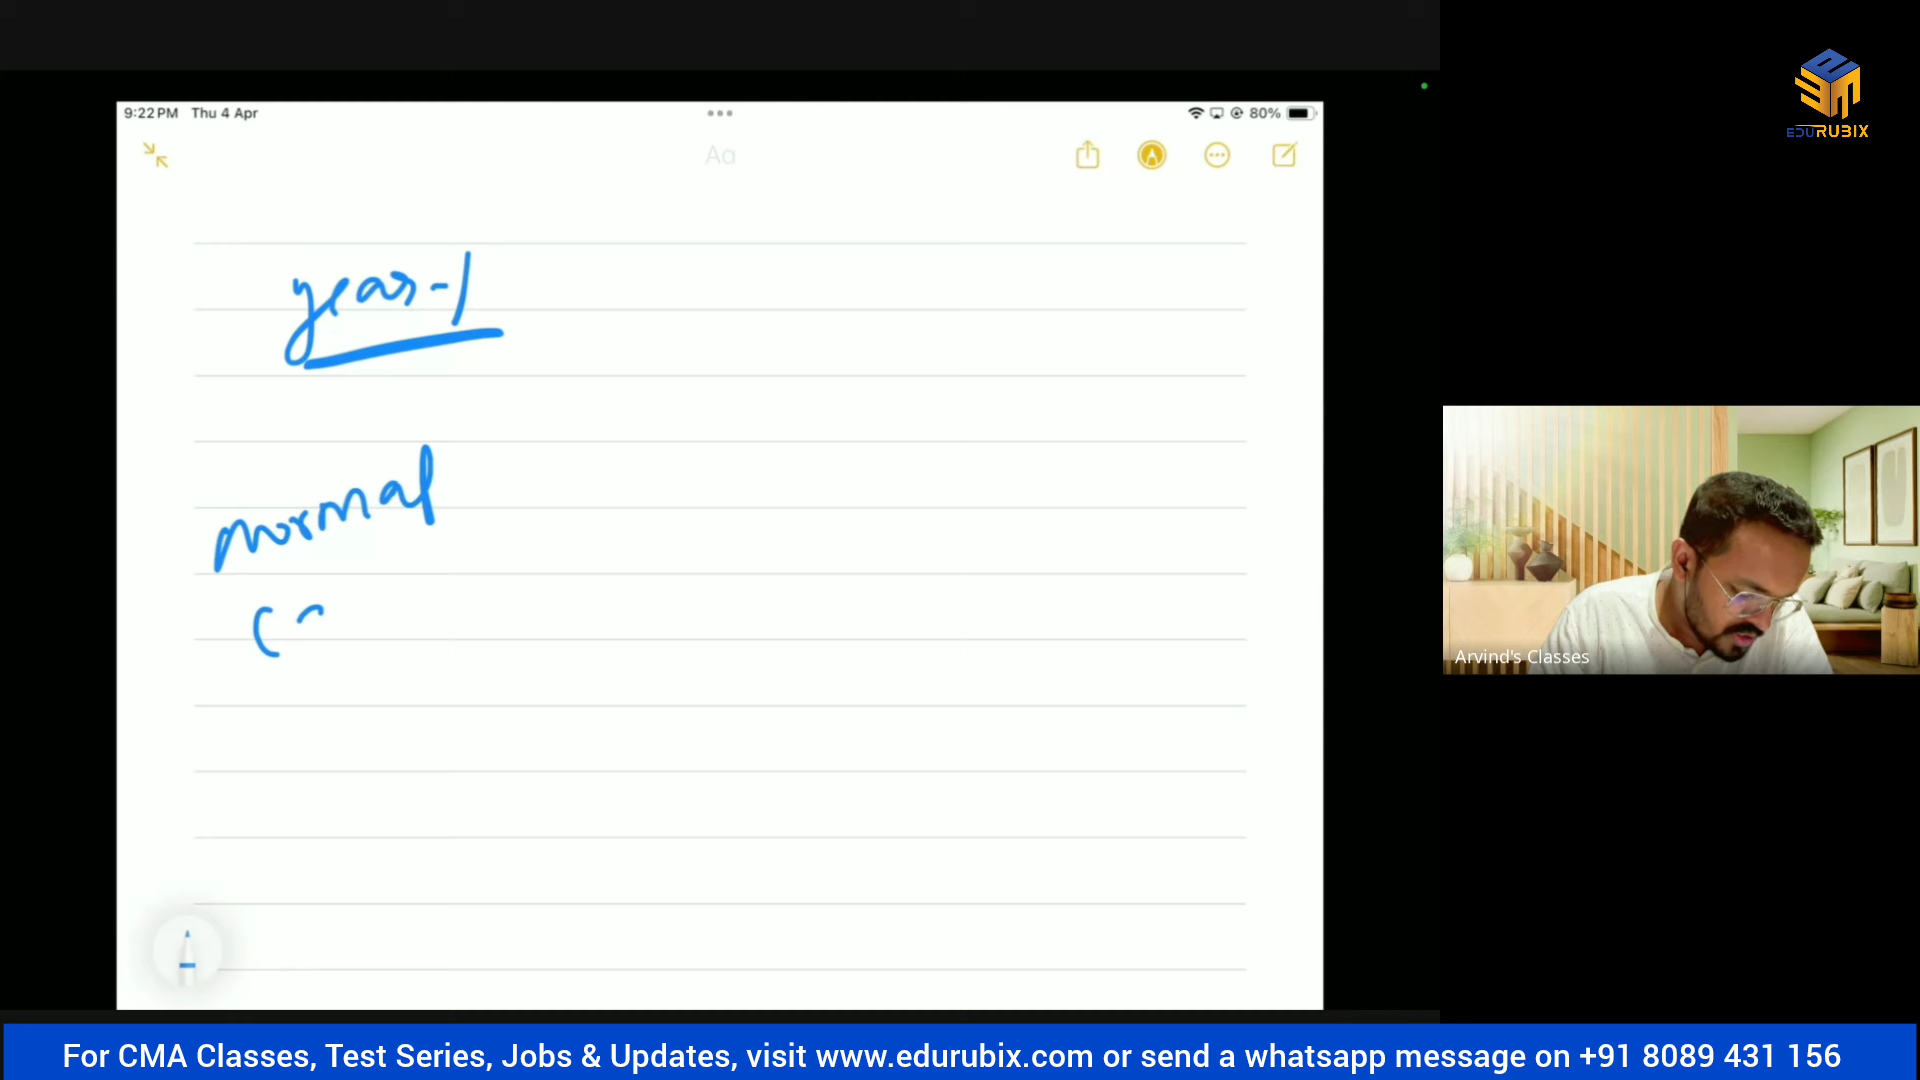 9:22 PM Thu 4 Apr
80%
Aa
EDURUBIX
year-1
normal
Arvind's Classes
For CMA Classes, Test Series, Jobs & Updates, visit www.edurubix.com or send a whatsapp message on +91 8089 431 156